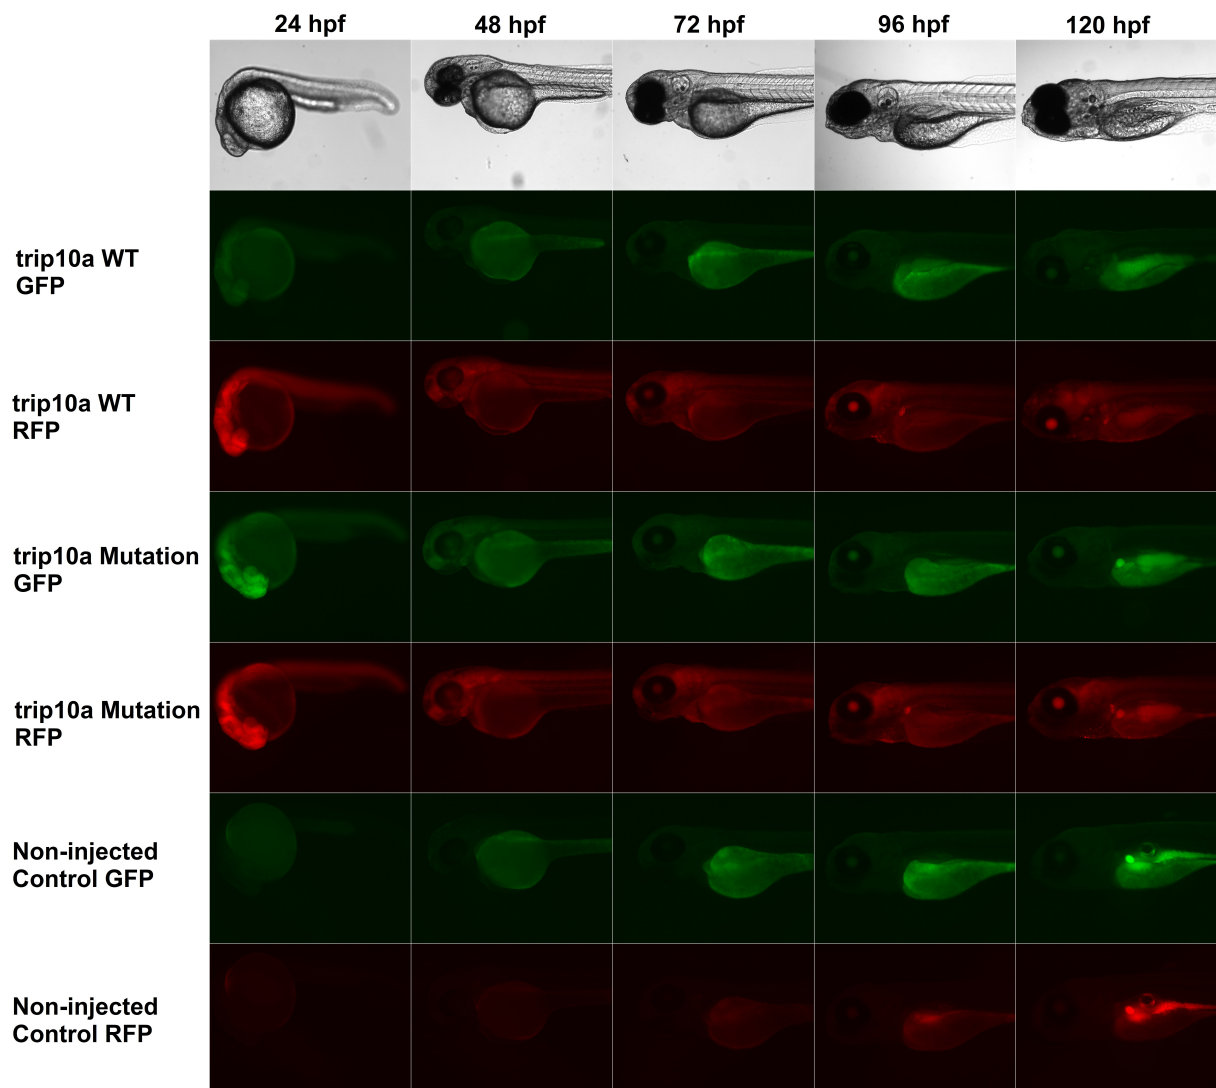 24 hpf 48 hpf 72 hpf 96 hpf 120 hpf
trip10a WT
GFP
trip10a WT
RFP
trip10a Mutation
GFP
trip10a Mutation
RFP
Non-injected
Control GFP
Non-injected
Control RFP